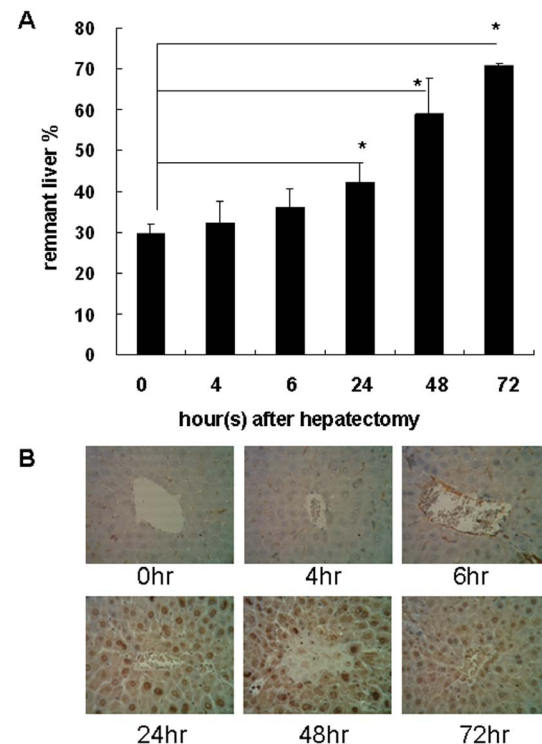 A
80
70
60
50
40
30
20
10
0
remnant liver %
*
*
*
0 4 6 24 48 72
hour(s) after hepatectomy
B
0hr 4hr 6hr
24hr 48hr 72hr